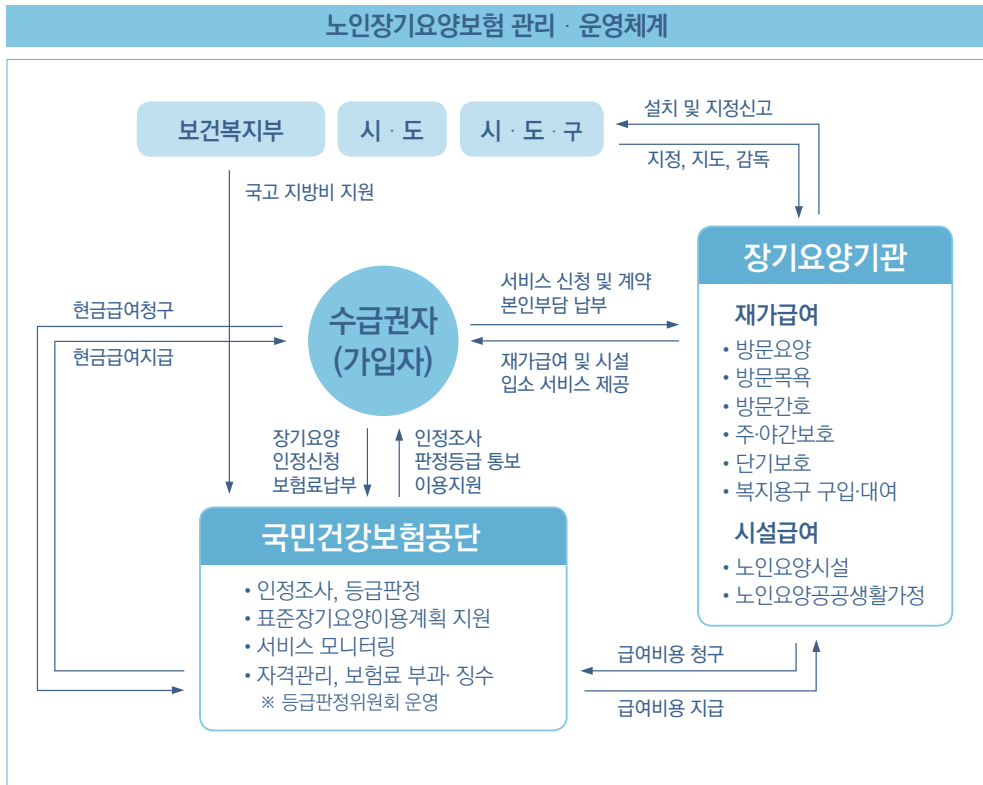 노인장기요양보험 관리 · 운영체계
보건복지부
시 · 도
시 · 도 · 구
설치 및 지정신고
지정, 지도, 감독
국고 지방비 지원
현금급여청구
현금급여지급
수급권자
(가입자)
서비스 신청 및 계약
본인부담 납부
재가급여 및 시설
입소 서비스 제공
장기요양기관
재가급여
• 방문요양
• 방문목욕
• 방문간호
• 주·야간보호
• 단기보호
• 복지용구 구입·대여
시설급여
• 노인요양시설
• 노인요양공공생활가정
장기요양
인정신청
보험료납부
인정조사
판정등급 통보
이용지원
국민건강보험공단
• 인정조사, 등급판정
• 표준장기요양이용계획 지원
• 서비스 모니터링
• 자격관리, 보험료 부과· 징수
※ 등급판정위원회 운영
급여비용 청구
급여비용 지급